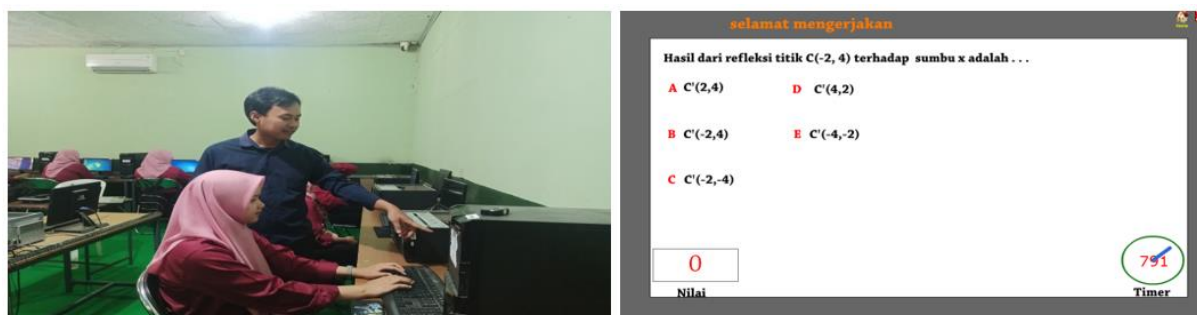 selamat mengerjakan
Hasil dari refleksi titik C(-2, 4) terhadap sumbu x adalah . . .
A C'(2,4)
D C'(4,2)
B C'(-2,4)
E C'(-4,-2)
C C'(-2,-4)
0
791
Nilai
Timer